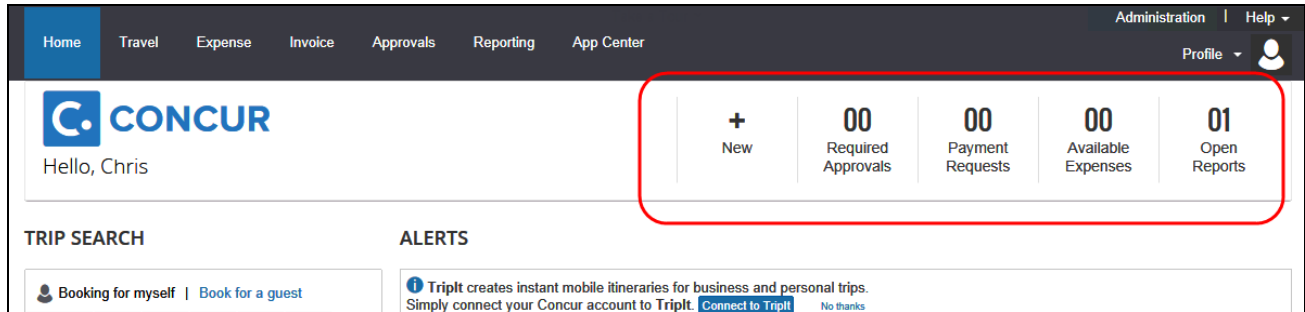 Administration | Help
Home Travel Expense Invoice Approvals Reporting App Center
Profile
C. CONCUR
Hello, Chris
+ 00 00 00 01
New Required Payment Available Open
Approvals Requests Expenses Reports
TRIP SEARCH ALERTS
Booking for myself | Book for a guest
i TripIt creates instant mobile itineraries for business and personal trips.
Simply connect your Concur account to TripIt. Connect to TripIt No thanks